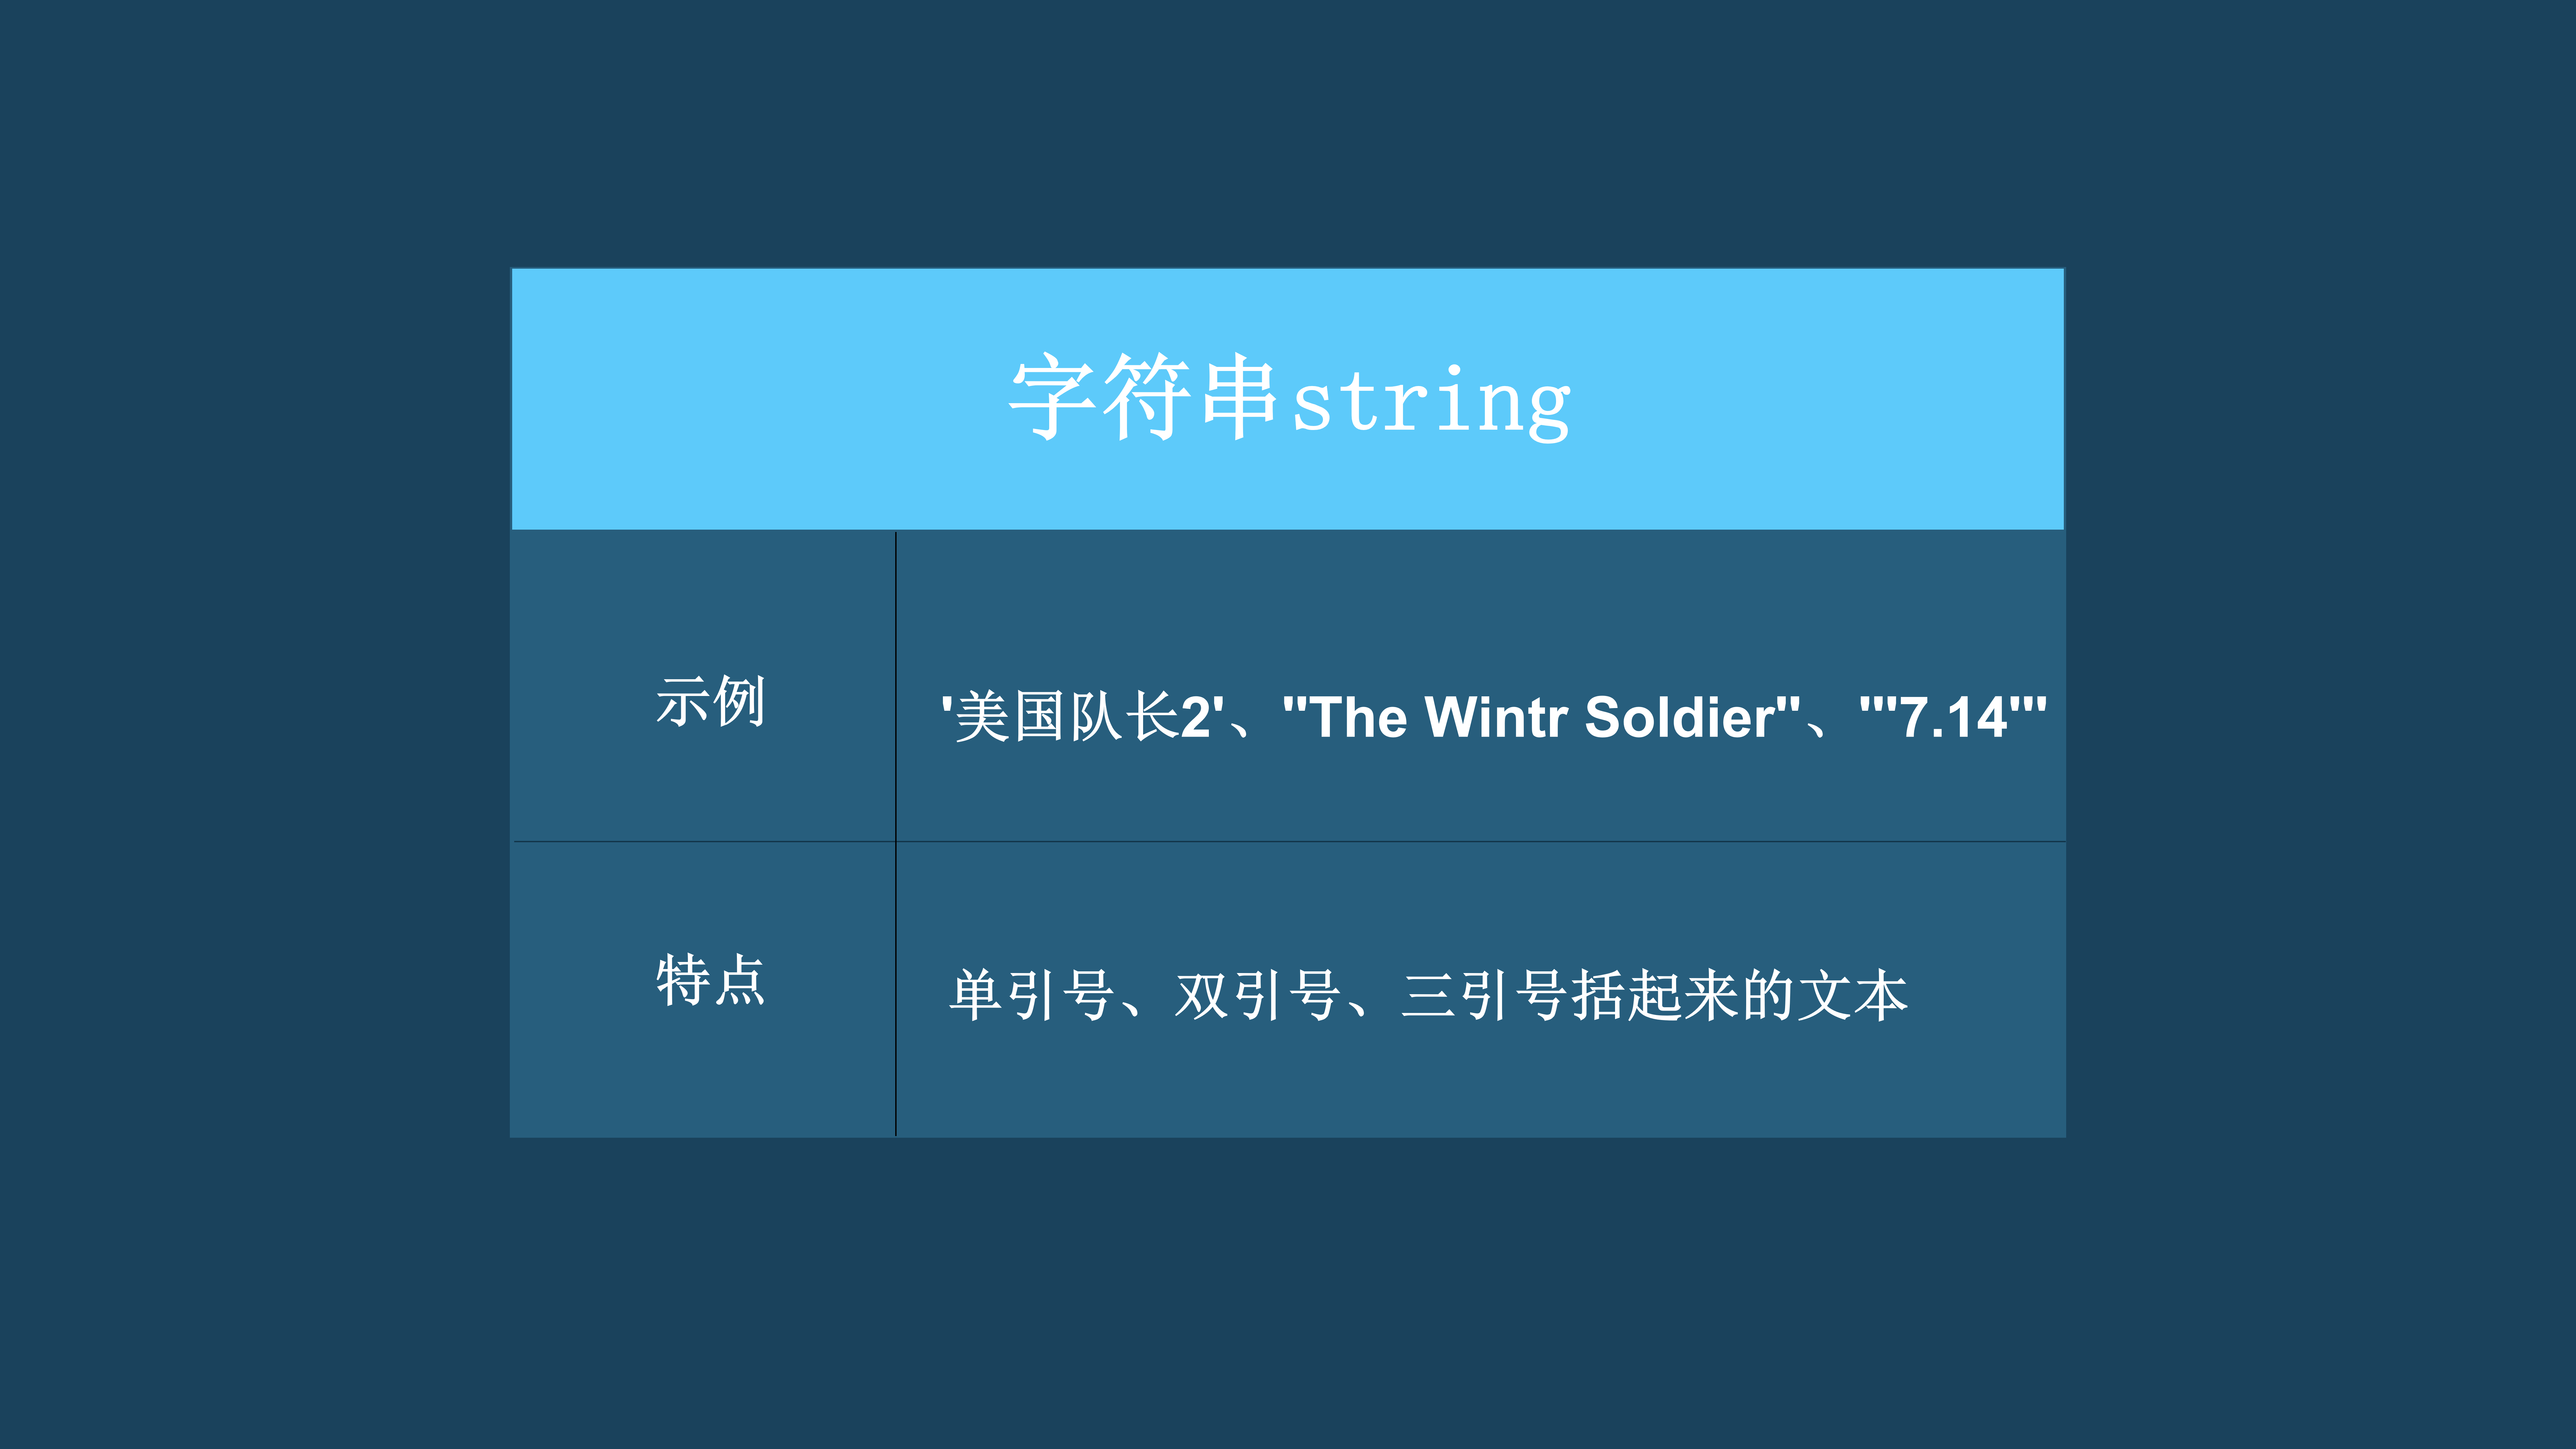 字符串string
示例
'美国队长2'、"The Wintr Soldier"、'''7.14'''
特点
单引号、双引号、三引号括起来的文本